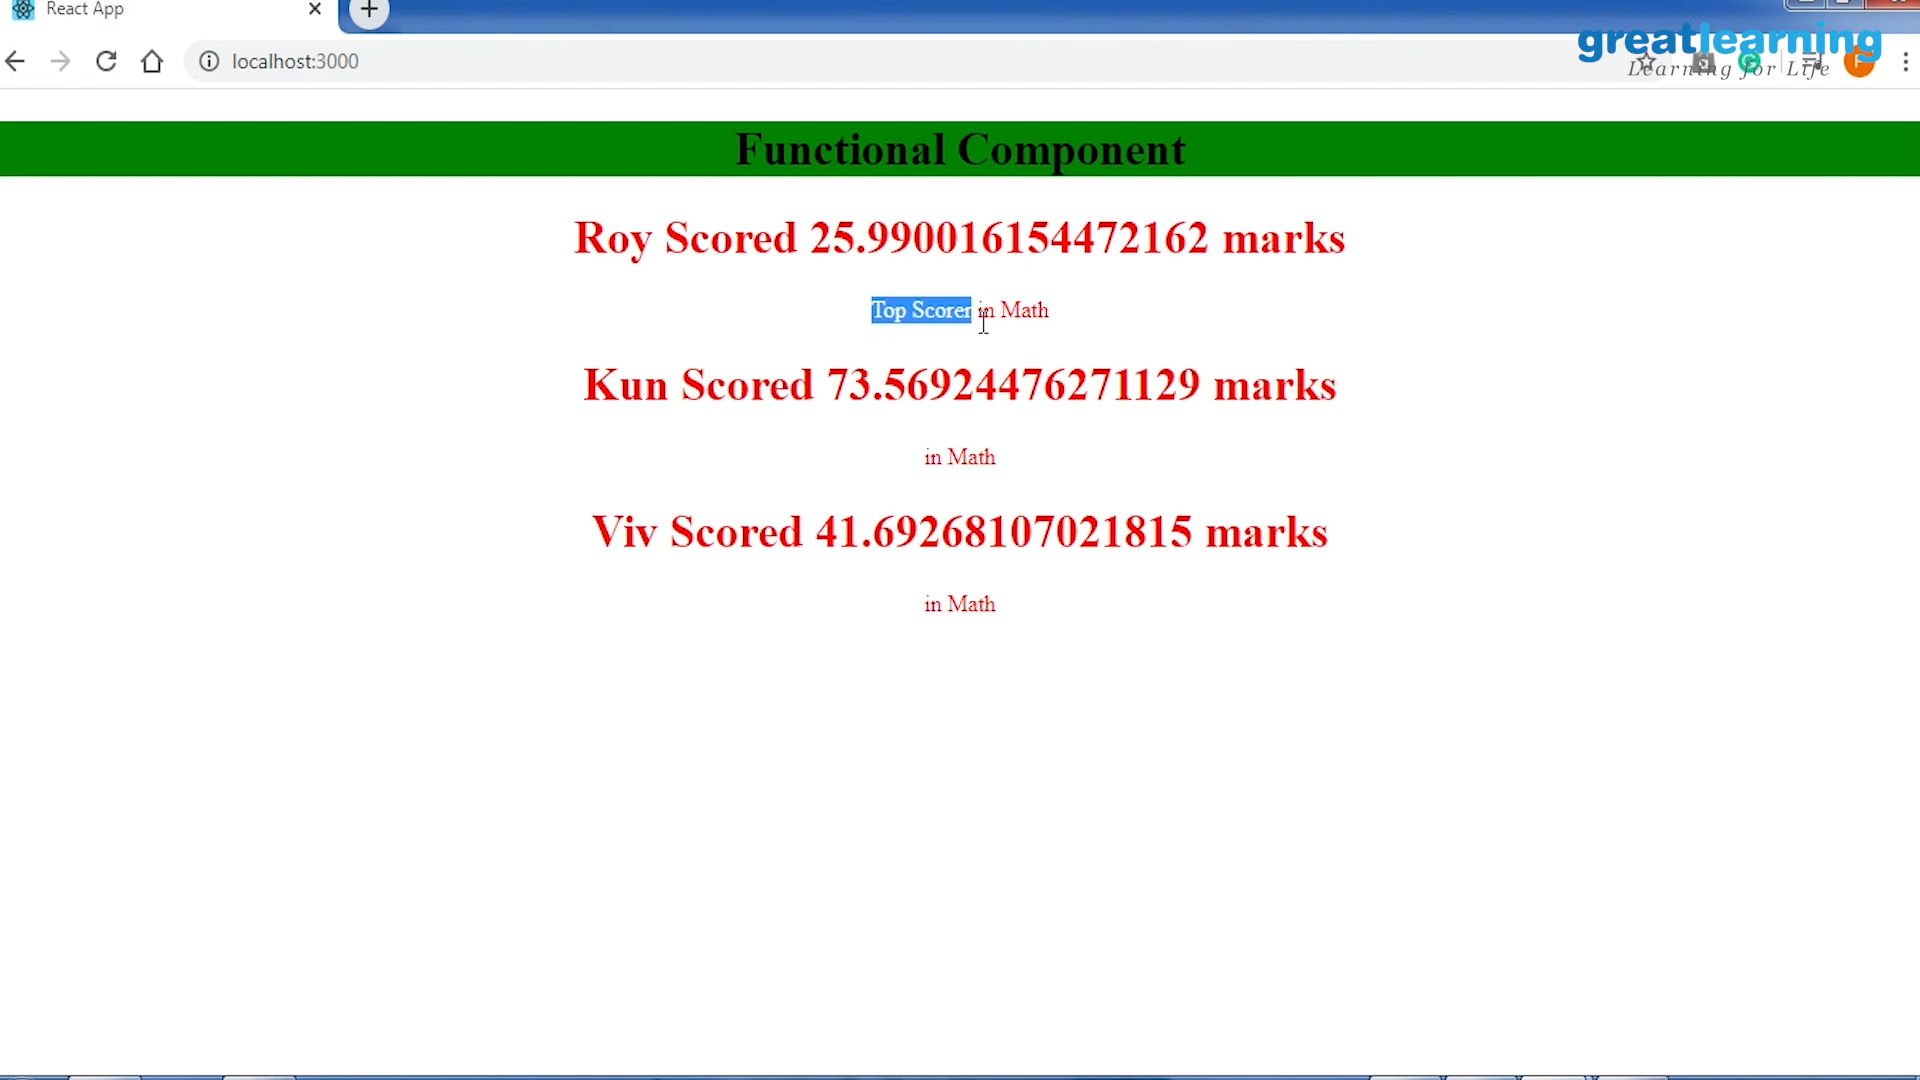 React App
localhost:3000
greatlearning
Learning for Life
Functional Component
Roy Scored 25.990016154472162 marks
Top Scorer in Math
Kun Scored 73.56924476271129 marks
in Math
Viv Scored 41.69268107021815 marks
in Math